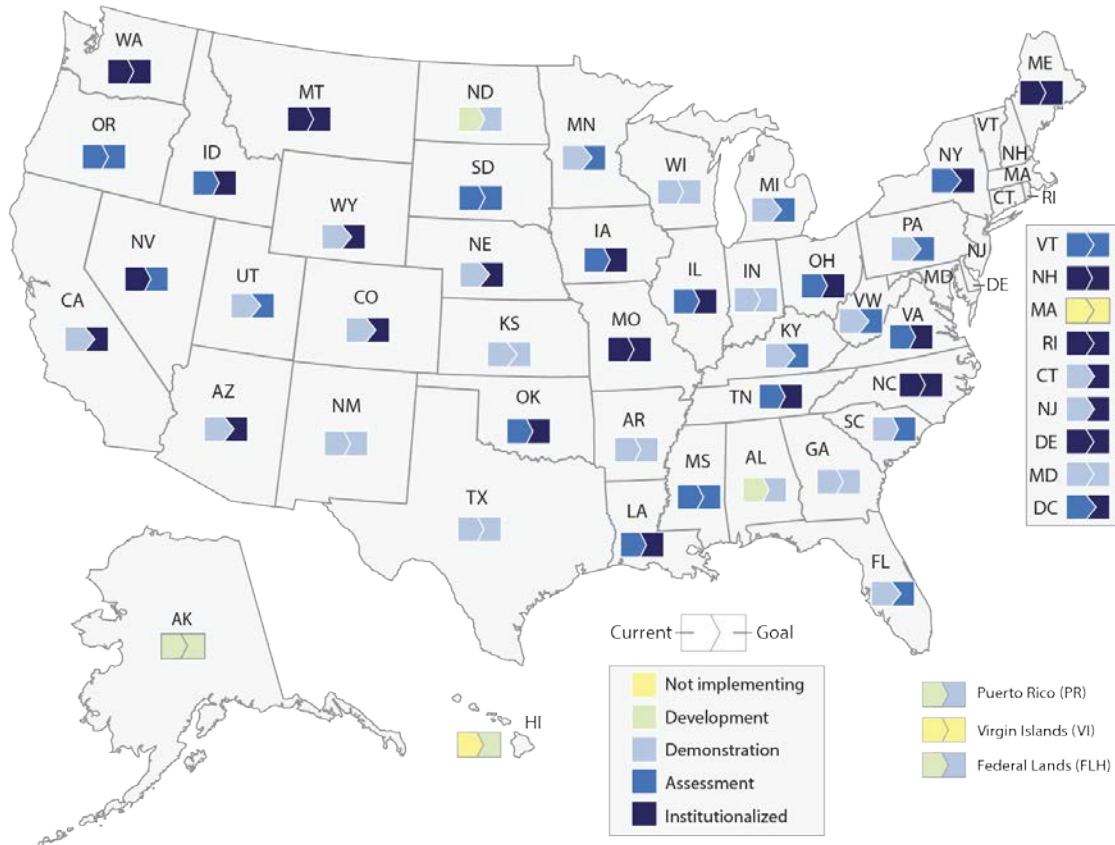 WA
MT
ND
MN
ME
OR
ID
SD
WI
MI
NY
VT
NH
MA
CT
RI
WY
NV
UT
CO
NE
IA
IL
IN
OH
PA
NJ
DE
MD
CA
KS
MO
KY
VW
VA
AZ
NM
OK
AR
TN
NC
SC
MS
AL
GA
TX
LA
FL
AK
HI
VT
NH
MA
RI
CT
NJ
DE
MD
DC
Current Goal
Not implementing
Development
Demonstration
Assessment
Institutionalized
Puerto Rico (PR)
Virgin Islands (VI)
Federal Lands (FLH)